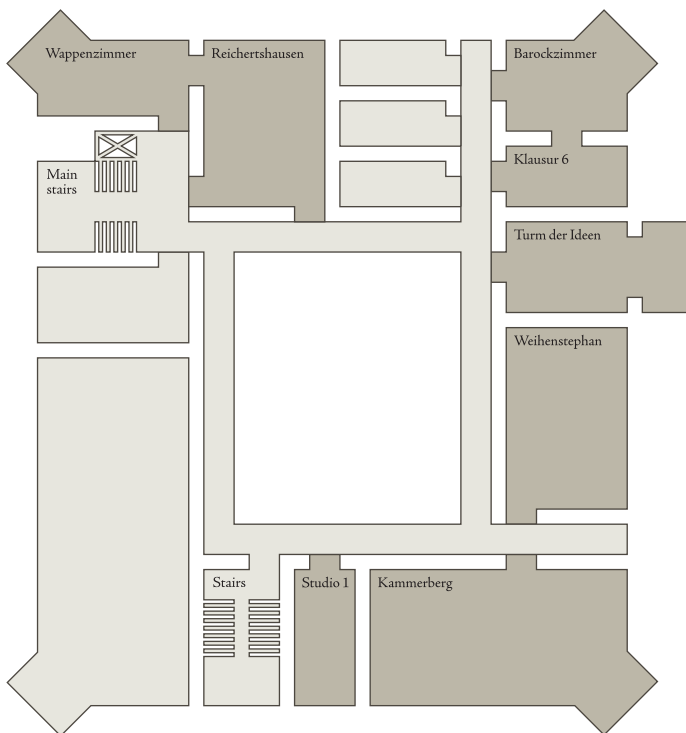 Wappenzimmer
Reichertshausen
Barockzimmer
Klausur 6
Main
stairs
Turm der Ideen
Weihenstephan
Stairs
Studio 1
Kammerberg